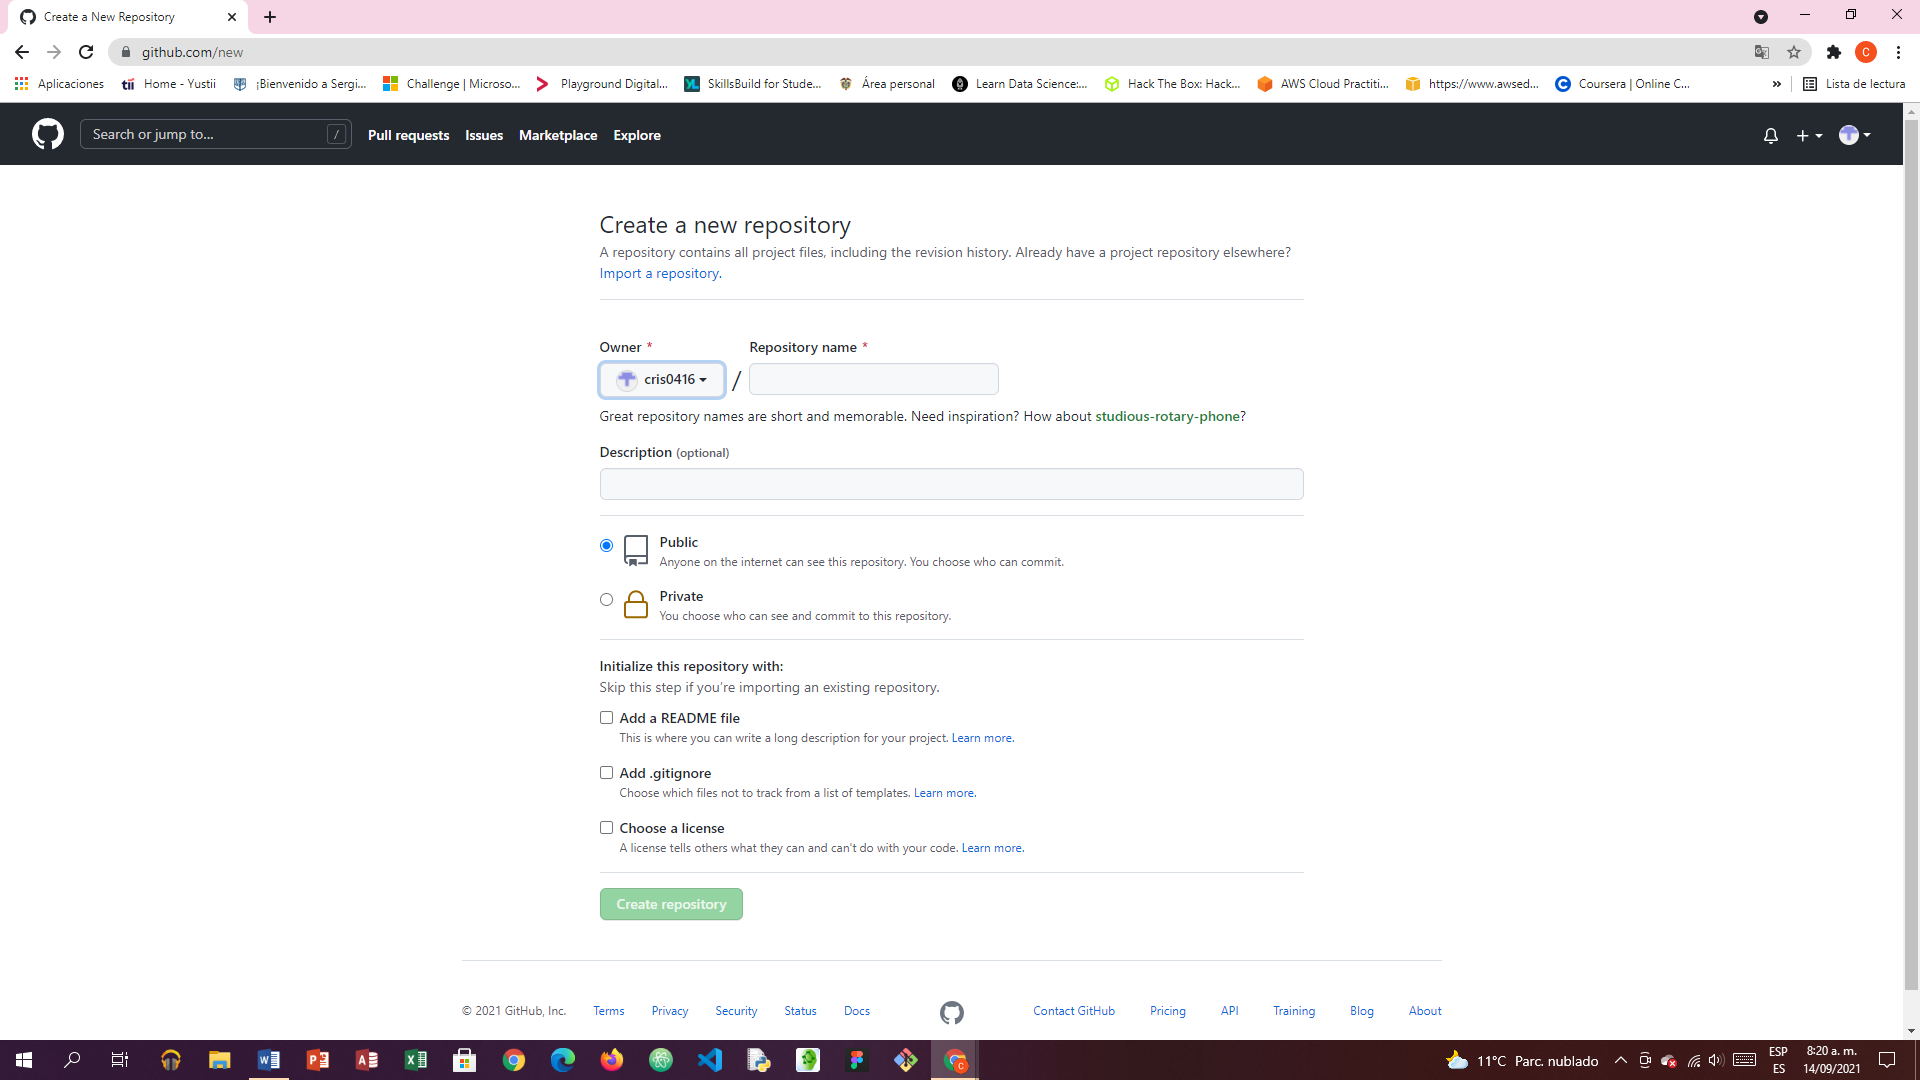 Create a New Repository
github.com/new
Aplicaciones
Home - Yustii
¡Bienvenido a Sergi...
Challenge | Microso...
Playground Digital...
SkillsBuild for Stude...
Área personal
Learn Data Science:...
Hack The Box: Hack...
AWS Cloud Practiti...
https://www.awsed...
Coursera | Online C...
»
Lista de lectura
Search or jump to...
/
Pull requests
Issues
Marketplace
Explore
Create a new repository
A repository contains all project files, including the revision history. Already have a project repository elsewhere?
Import a repository.
Owner *
Repository name *
cris0416
/
Great repository names are short and memorable. Need inspiration? How about studious-rotary-phone?
Description (optional)
Public
Anyone on the internet can see this repository. You choose who can commit.
Private
You choose who can see and commit to this repository.
Initialize this repository with:
Skip this step if you're importing an existing repository.
Add a README file
This is where you can write a long description for your project. Learn more.
Add .gitignore
Choose which files not to track from a list of templates. Learn more.
Choose a license
A license tells others what they can and can't do with your code. Learn more.
Create repository
© 2021 GitHub, Inc.
Terms
Privacy
Security
Status
Docs
Contact GitHub
Pricing
API
Training
Blog
About
11°C Parc. nublado
ESP
ES
8:20 a. m.
14/09/2021